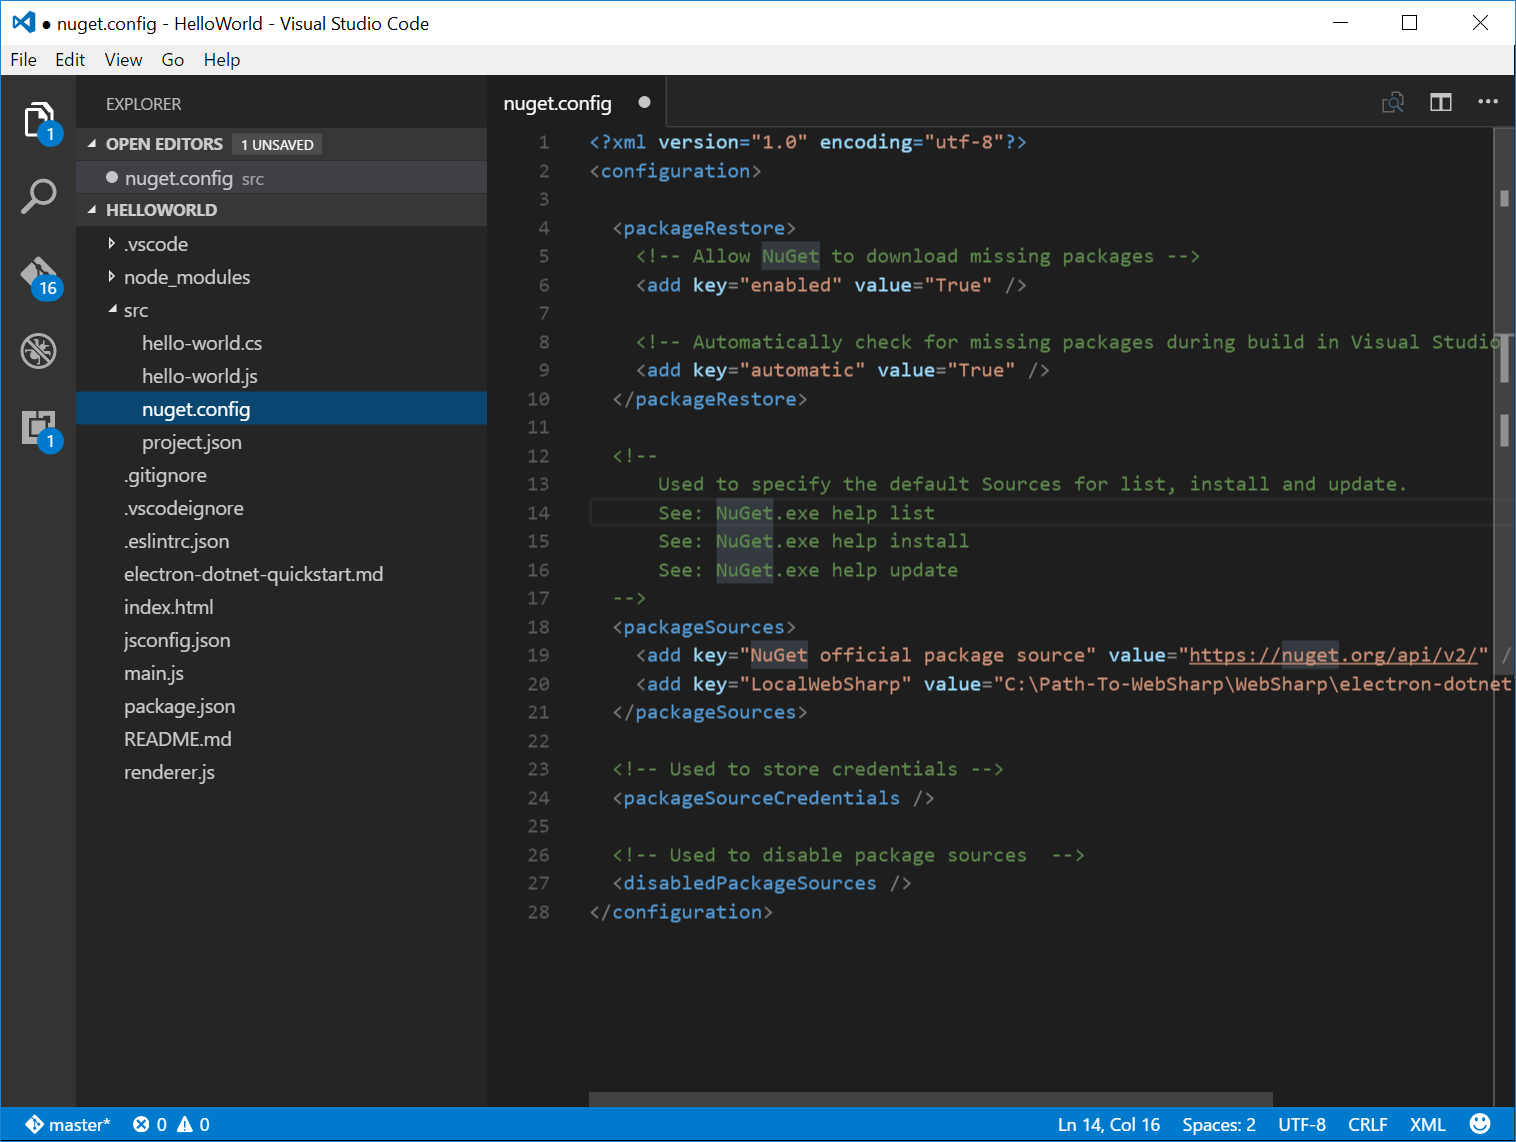 ● nuget.config - HelloWorld - Visual Studio Code
File Edit View Go Help
1
16
1
EXPLORER
OPEN EDITORS 1 UNSAVED
nuget.config src
HELLOWORLD
.vscode
node_modules
src
hello-world.cs
hello-world.js
nuget.config
project.json
.gitignore
.vscodeignore
.eslintrc.json
electron-dotnet-quickstart.md
index.html
jsconfig.json
main.js
package.json
README.md
renderer.js
nuget.config
1 <?xml version="1.0" encoding="utf-8"?>
2 <configuration>
3
4 <packageRestore>
5 <!-- Allow NuGet to download missing packages -->
6 <add key="enabled" value="True" />
7
8 <!-- Automatically check for missing packages during build in Visual Studio
9 <add key="automatic" value="True" />
10 </packageRestore>
11
12 <!--
13 Used to specify the default Sources for list, install and update.
14 See: NuGet.exe help list
15 See: NuGet.exe help install
16 See: NuGet.exe help update
17 -->
18 <packageSources>
19 <add key="NuGet official package source" value="https://nuget.org/api/v2/" /
20 <add key="LocalWebSharp" value="C:\Path-To-WebSharp\WebSharp\electron-dotnet
21 </packageSources>
22
23 <!-- Used to store credentials -->
24 <packageSourceCredentials />
25
26 <!-- Used to disable package sources  -->
27 <disabledPackageSources />
28 </configuration>
master* 0 0 Ln 14, Col 16 Spaces: 2 UTF-8 CRLF XML